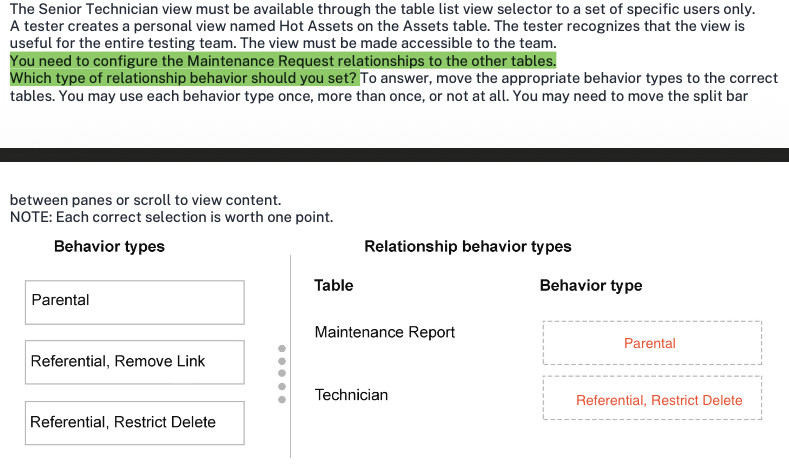 The Senior Technician view must be available through the table list view selector to a set of specific users only.
A tester creates a personal view named Hot Assets on the Assets table. The tester recognizes that the view is
useful for the entire testing team. The view must be made accessible to the team.
You need to configure the Maintenance Request relationships to the other tables.
Which type of relationship behavior should you set? To answer, move the appropriate behavior types to the correct
tables. You may use each behavior type once, more than once, or not at all. You may need to move the split bar
between panes or scroll to view content.
NOTE: Each correct selection is worth one point.
Behavior types
Parental
Referential, Remove Link
Referential, Restrict Delete
Relationship behavior types
Table Behavior type
Maintenance Report Parental
Technician Referential, Restrict Delete